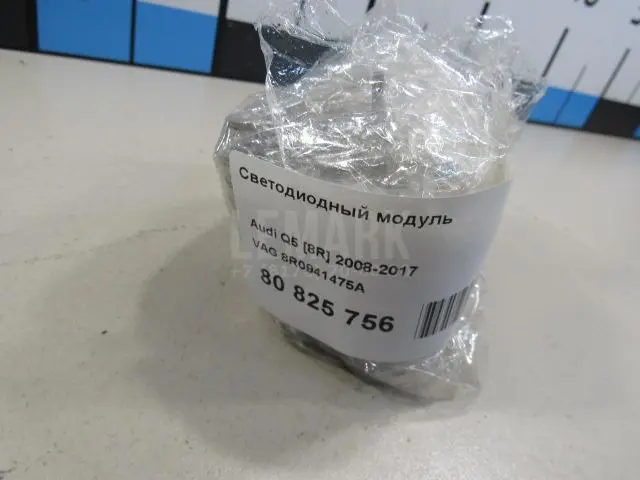 Светодиодный модуль
Audi Q5 [8R] 2008-2017
VAG 8R0941475A
80 825 756
LEMARK